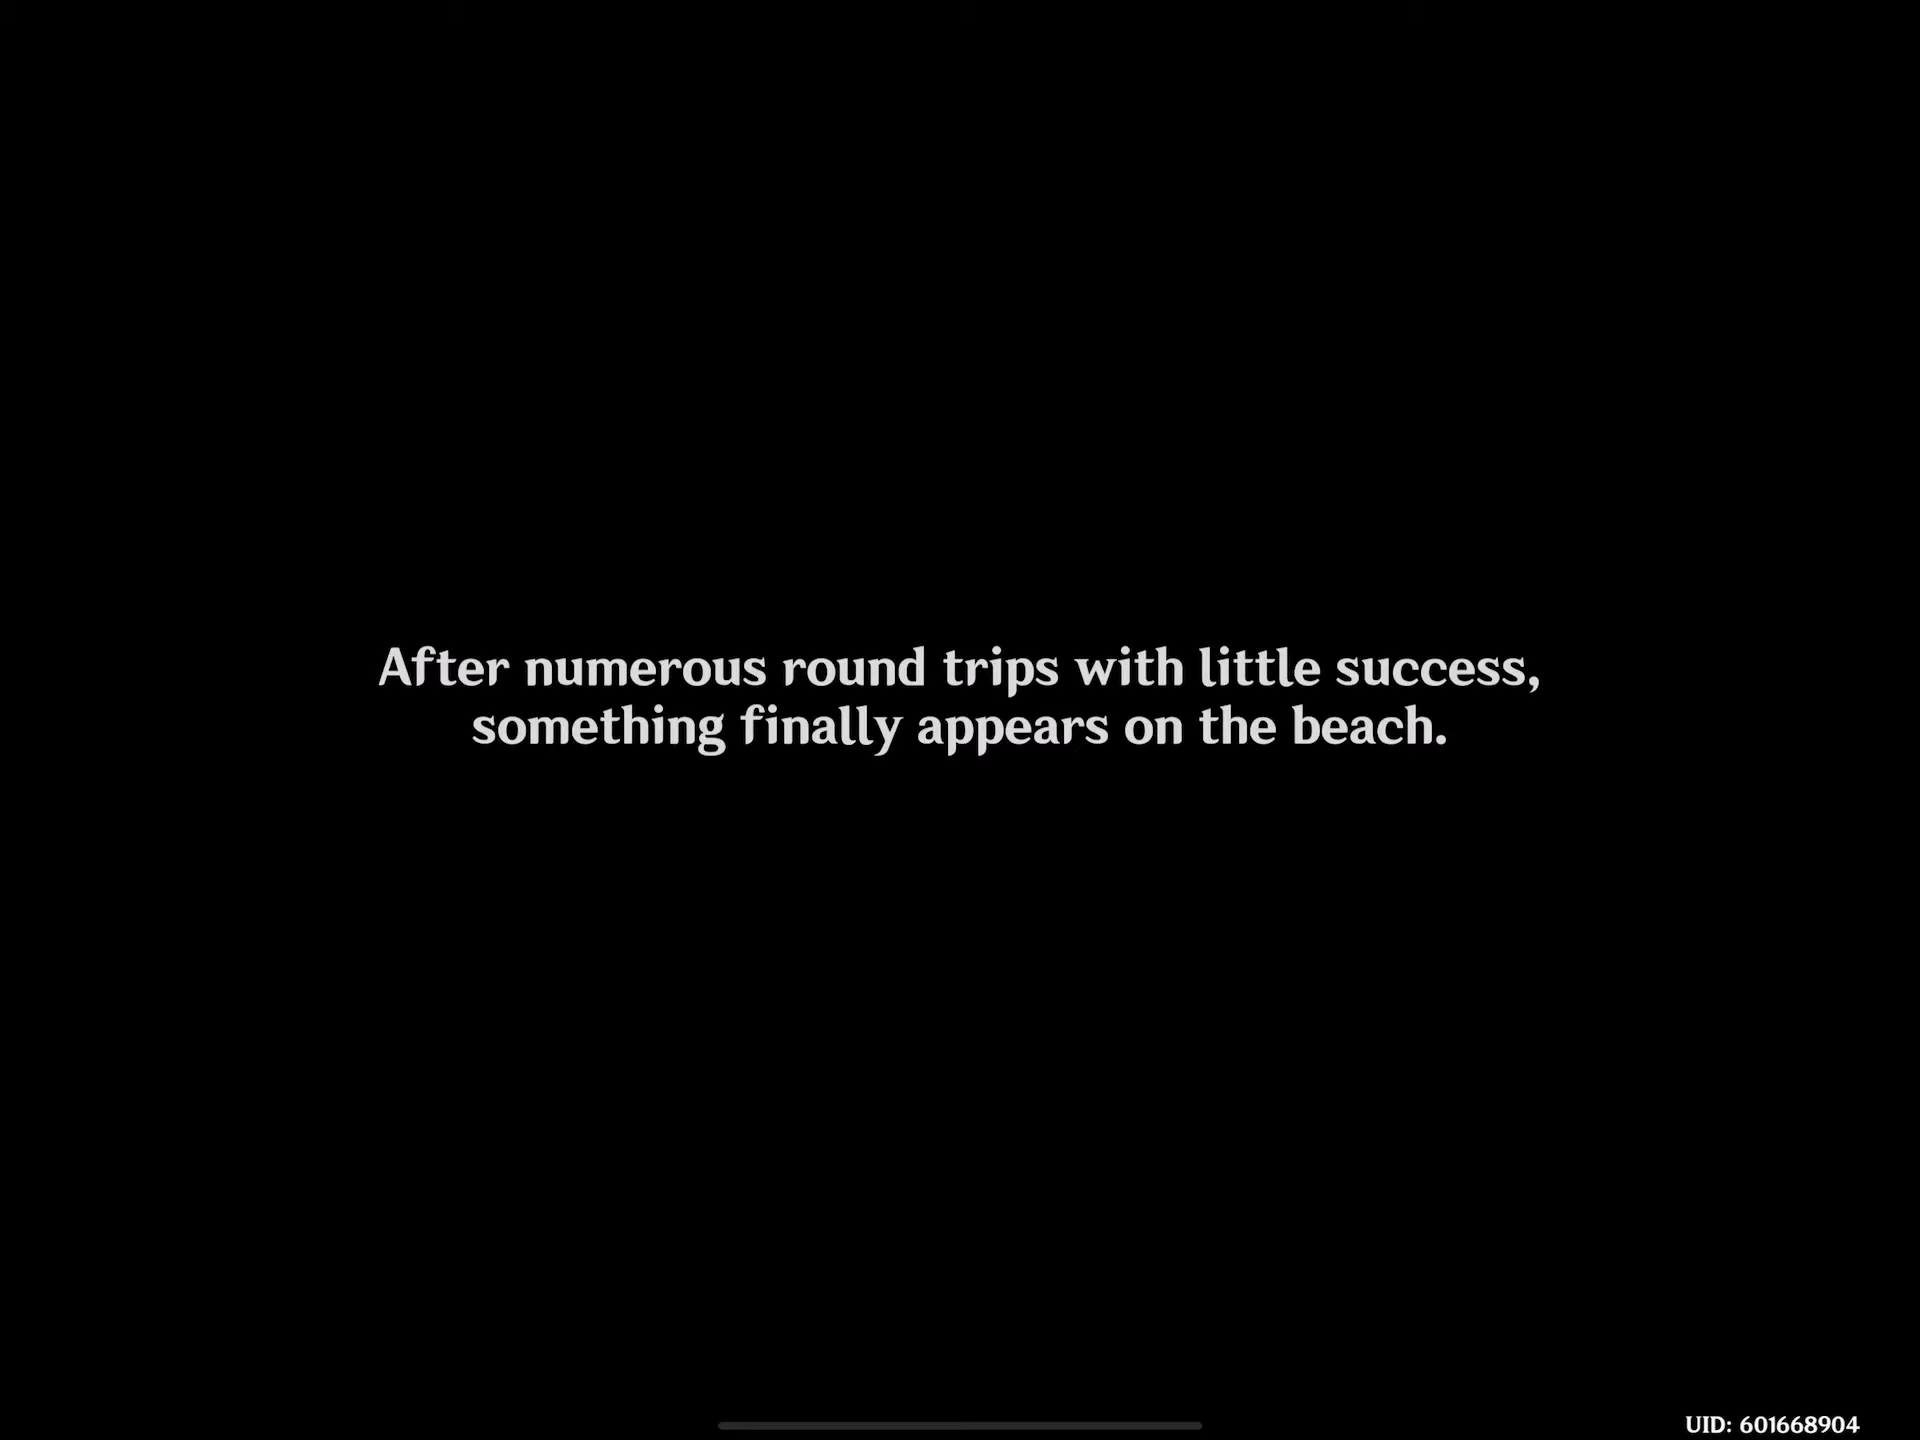 After numerous round trips with little success,
something finally appears on the beach.
UID: 601668904